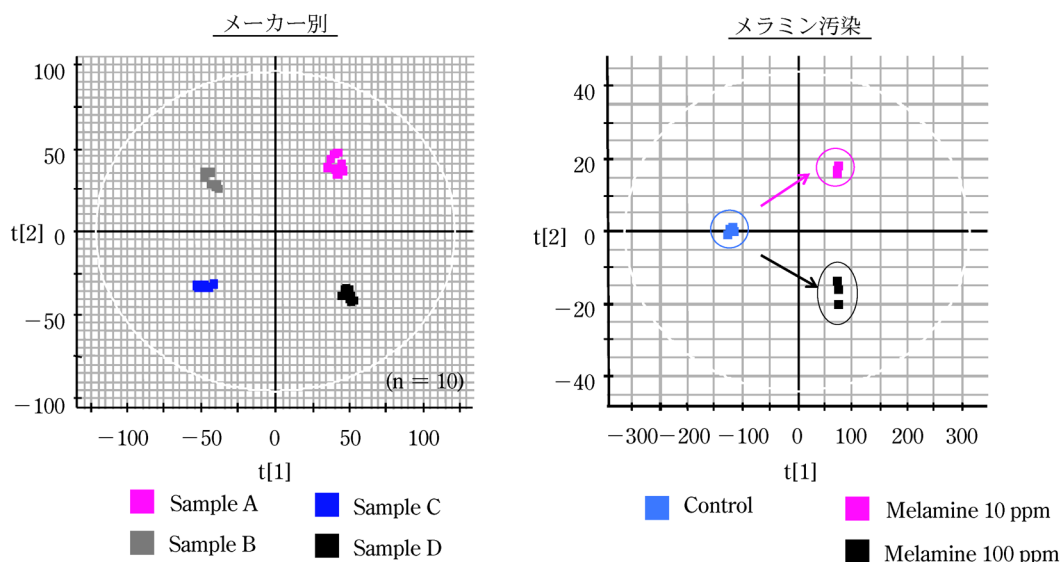 メーカー別
100
50
t[2]
0
−50
−100
(n = 10)
−100
−50
0
50
100
t[1]
Sample A
Sample C
Sample B
Sample D
メラミン汚染
40
20
t[2]
0
−20
−40
−300
−200
−100
0
100
200
300
t[1]
Control
Melamine 10 ppm
Melamine 100 ppm